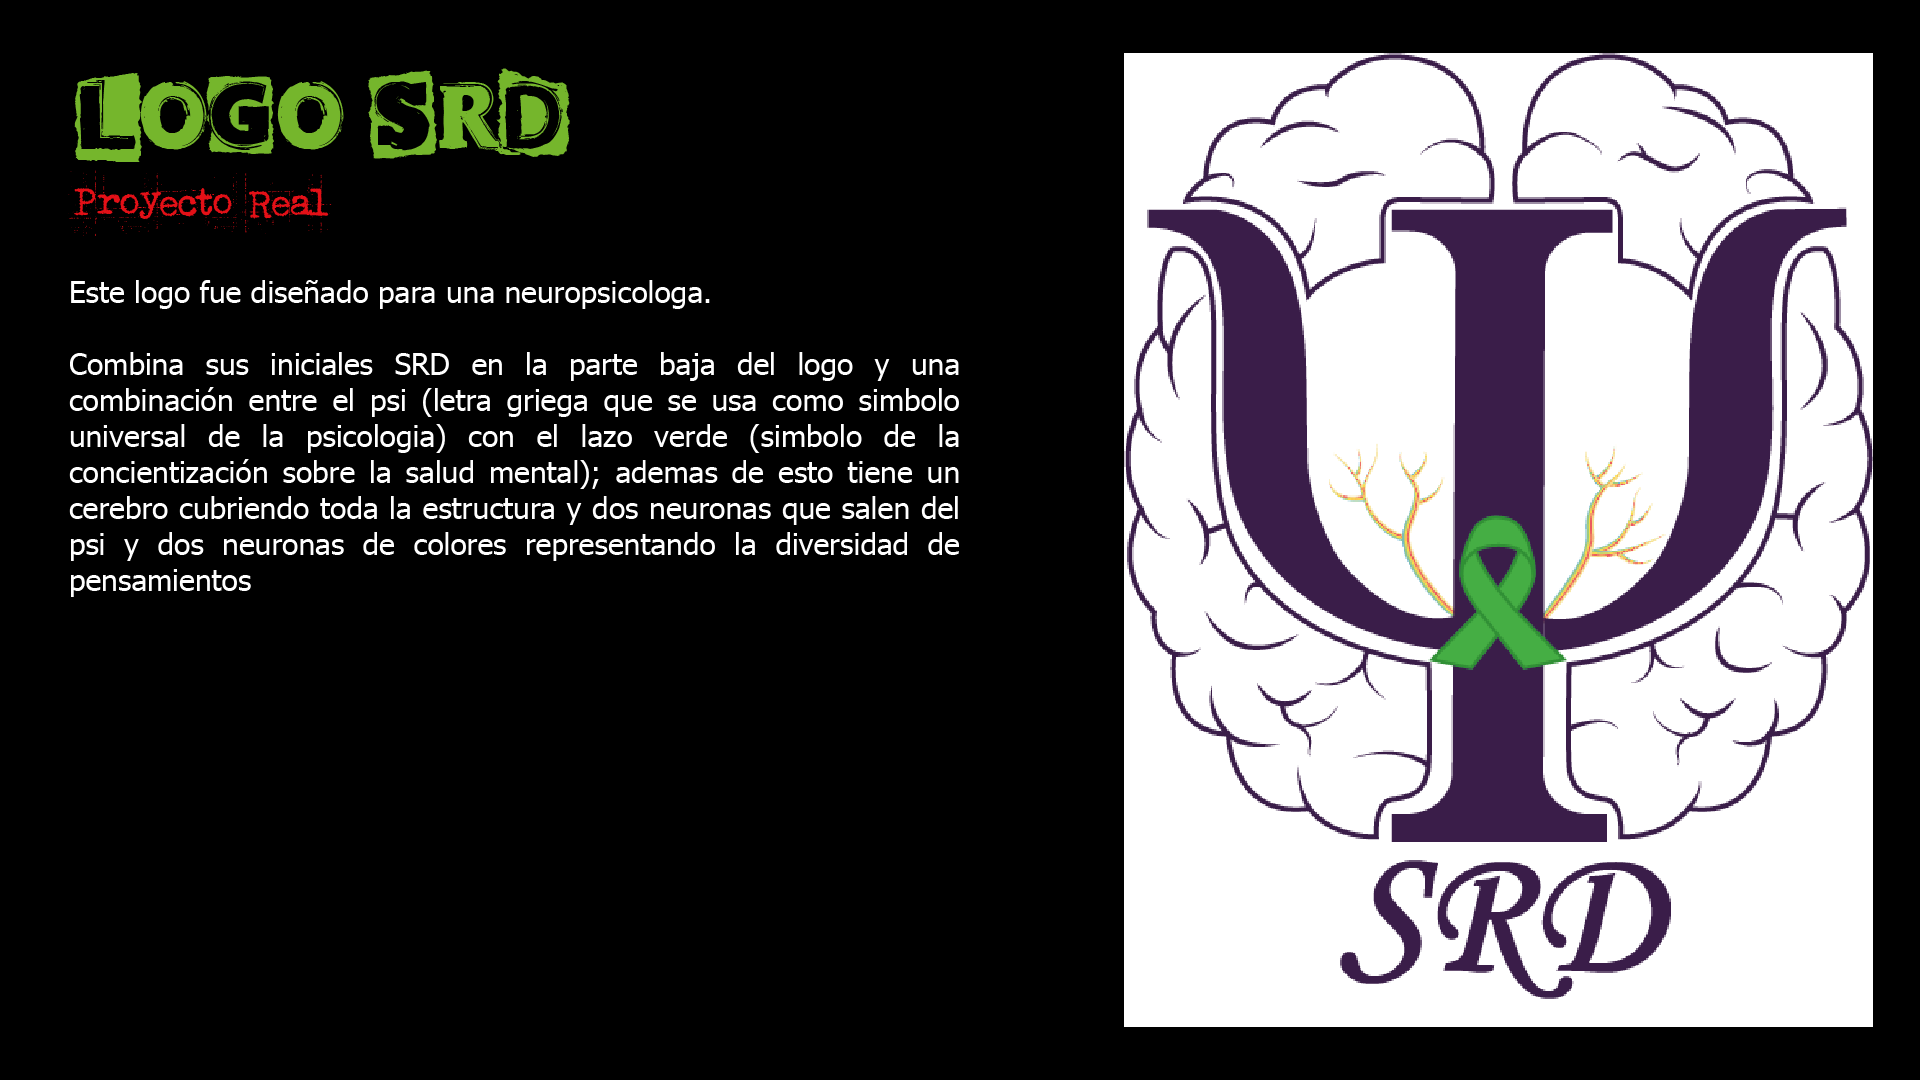 LOGO SRD
Proyecto Real
Este logo fue diseñado para una neuropsicologa.
Combina sus iniciales SRD en la parte baja del logo y una
combinación entre el psi (letra griega que se usa como simbolo
universal de la psicologia) con el lazo verde (simbolo de la
concientización sobre la salud mental); ademas de esto tiene un
cerebro cubriendo toda la estructura y dos neuronas que salen del
psi y dos neuronas de colores representando la diversidad de
pensamientos
Ψ
SRD